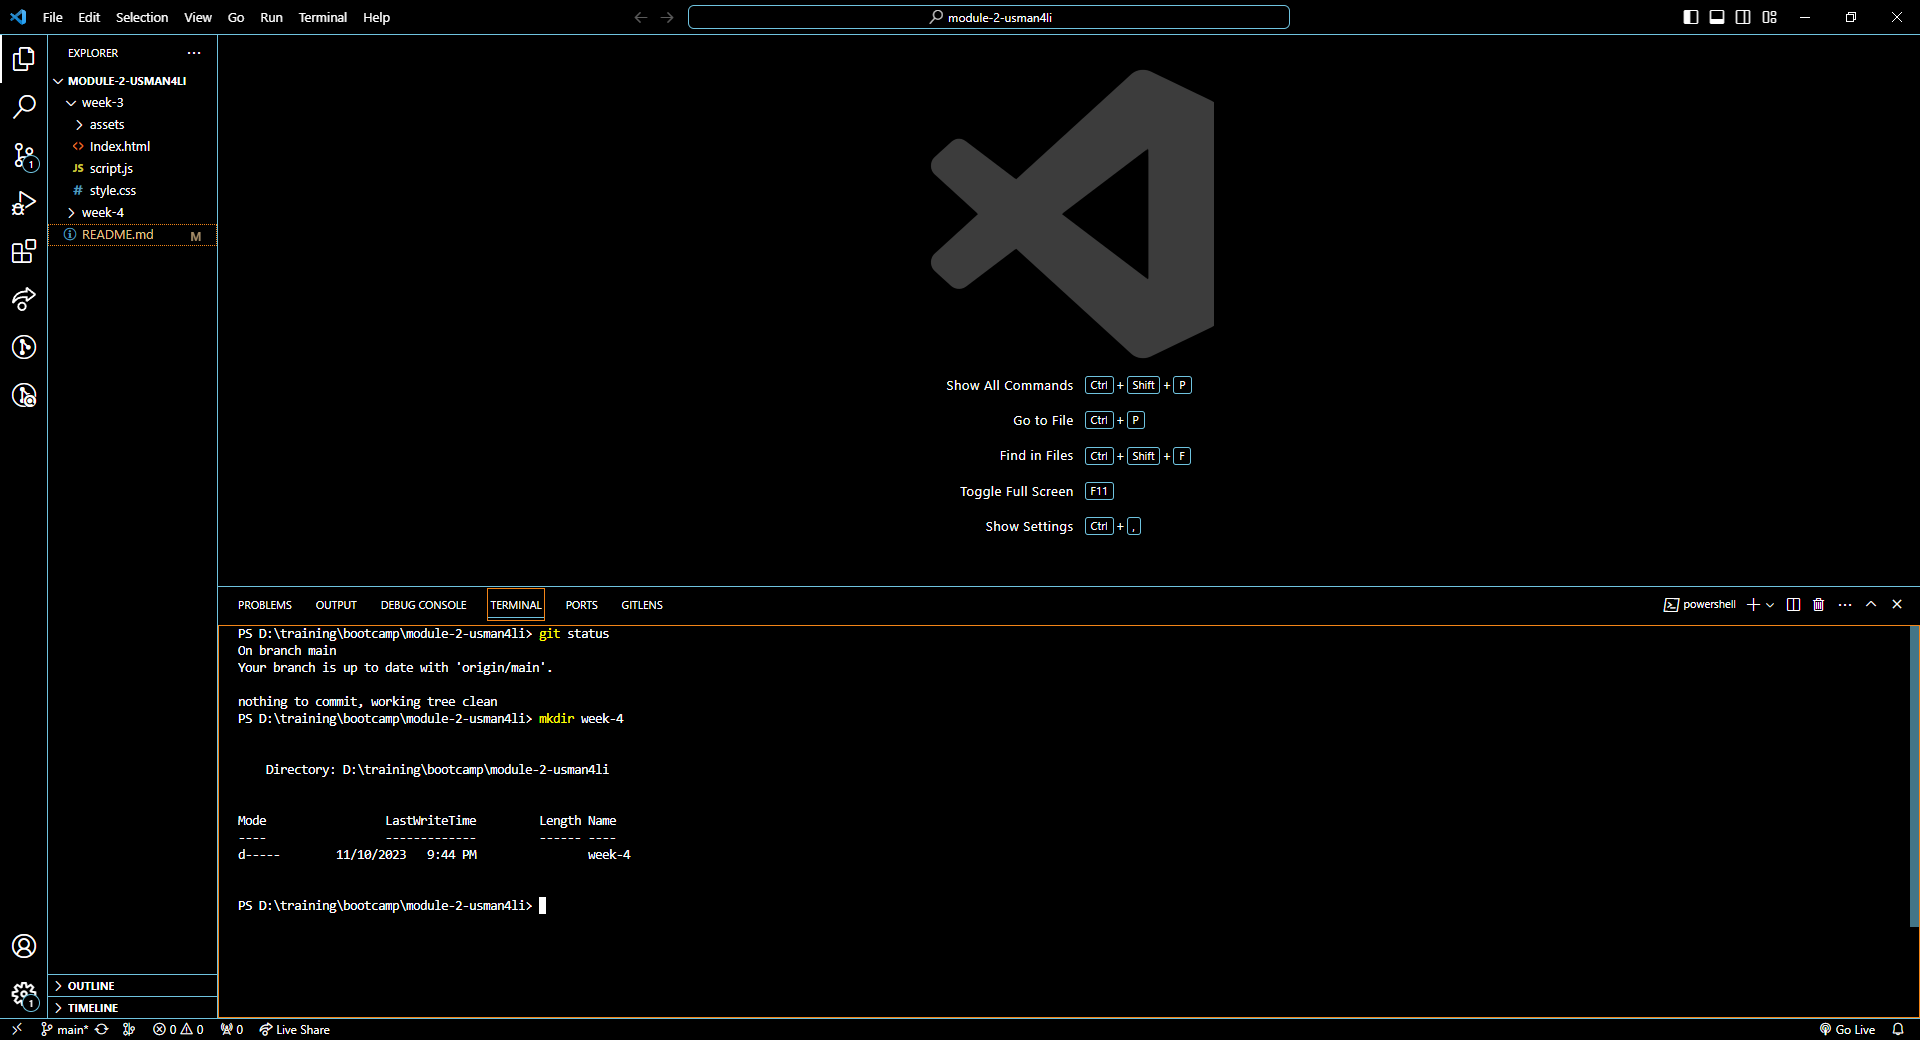 File Edit Selection View Go Run Terminal Help
module-2-usman4li
EXPLORER
MODULE-2-USMAN4LI
week-3
assets
Index.html
JS script.js
# style.css
week-4
README.md M
1
1
Show All Commands Ctrl + Shift + P
Go to File Ctrl + P
Find in Files Ctrl + Shift + F
Toggle Full Screen F11
Show Settings Ctrl + ,
PROBLEMS OUTPUT DEBUG CONSOLE TERMINAL PORTS GITLENS
powershell
PS D:\training\bootcamp\module-2-usman4li> git status
On branch main
Your branch is up to date with 'origin/main'.
nothing to commit, working tree clean
PS D:\training\bootcamp\module-2-usman4li> mkdir week-4
Directory: D:\training\bootcamp\module-2-usman4li
Mode LastWriteTime Length Name
---- ------------- ------ ----
d----- 11/10/2023 9:44 PM week-4
PS D:\training\bootcamp\module-2-usman4li>
OUTLINE
TIMELINE
main* 0 0 0 Live Share Go Live